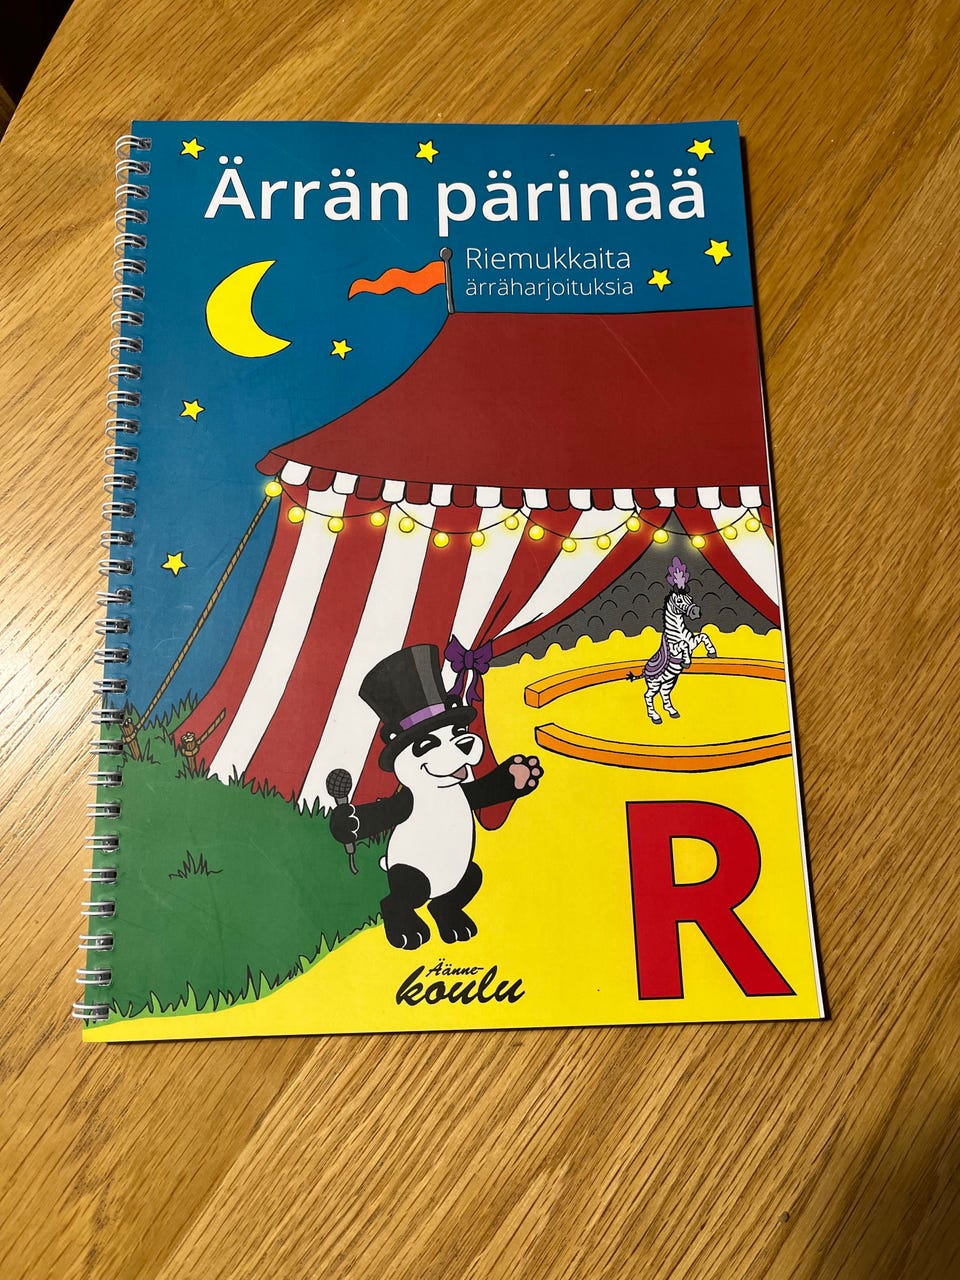 Ärrän pärinää
Riemukkaita
ärräharjoituksia
R
Äänne-
koulu